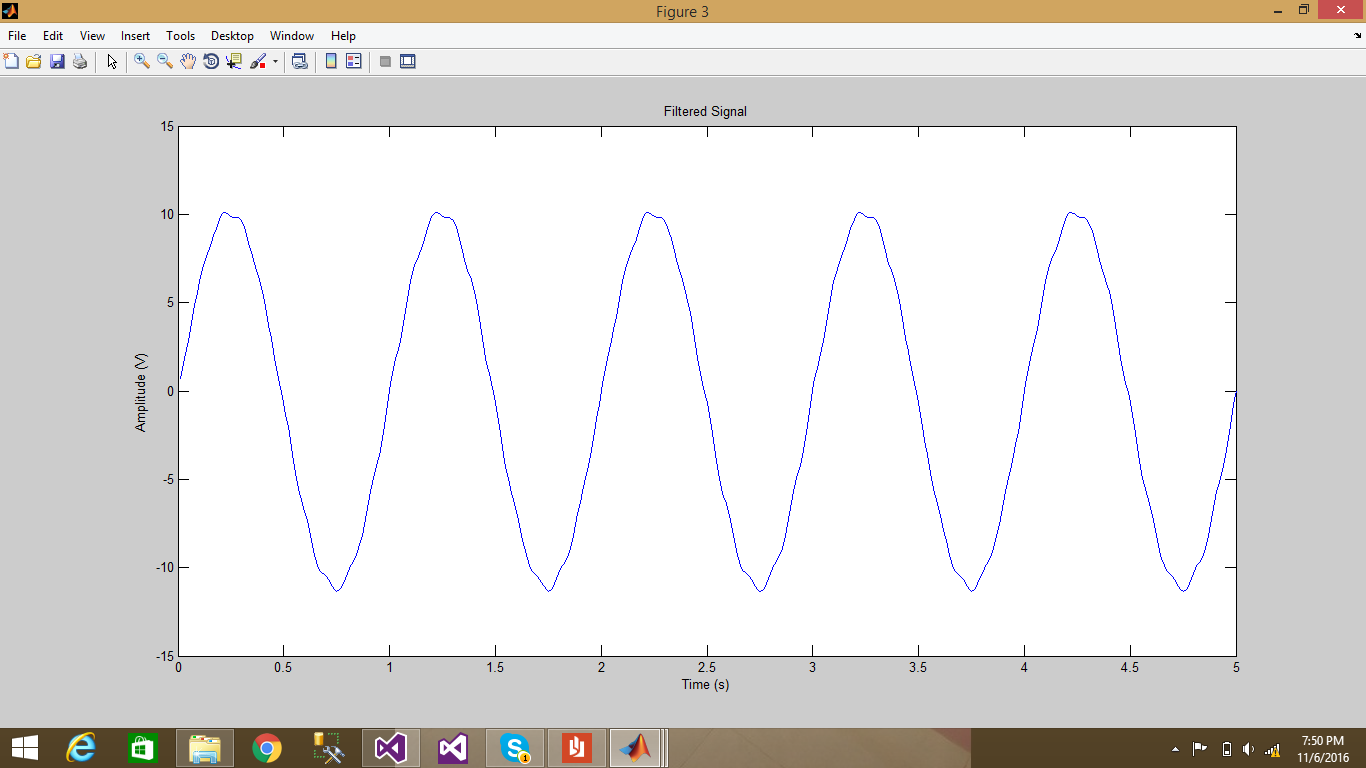 Figure 3
File Edit View Insert Tools Desktop Window Help
Filtered Signal
15
10
5
0
-5
-10
-15
Amplitude (V)
0 0.5 1 1.5 2 2.5 3 3.5 4 4.5 5
Time (s)
1
7:50 PM
11/6/2016